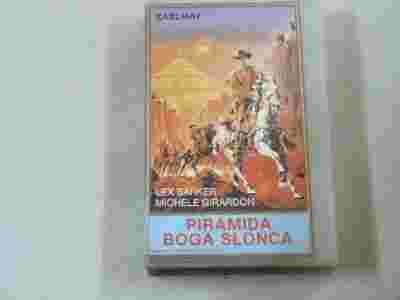 KARL MAY
LEX BARKER
MICHELE GIRARDON
PIRAMIDA
BOGA SŁOŃCA